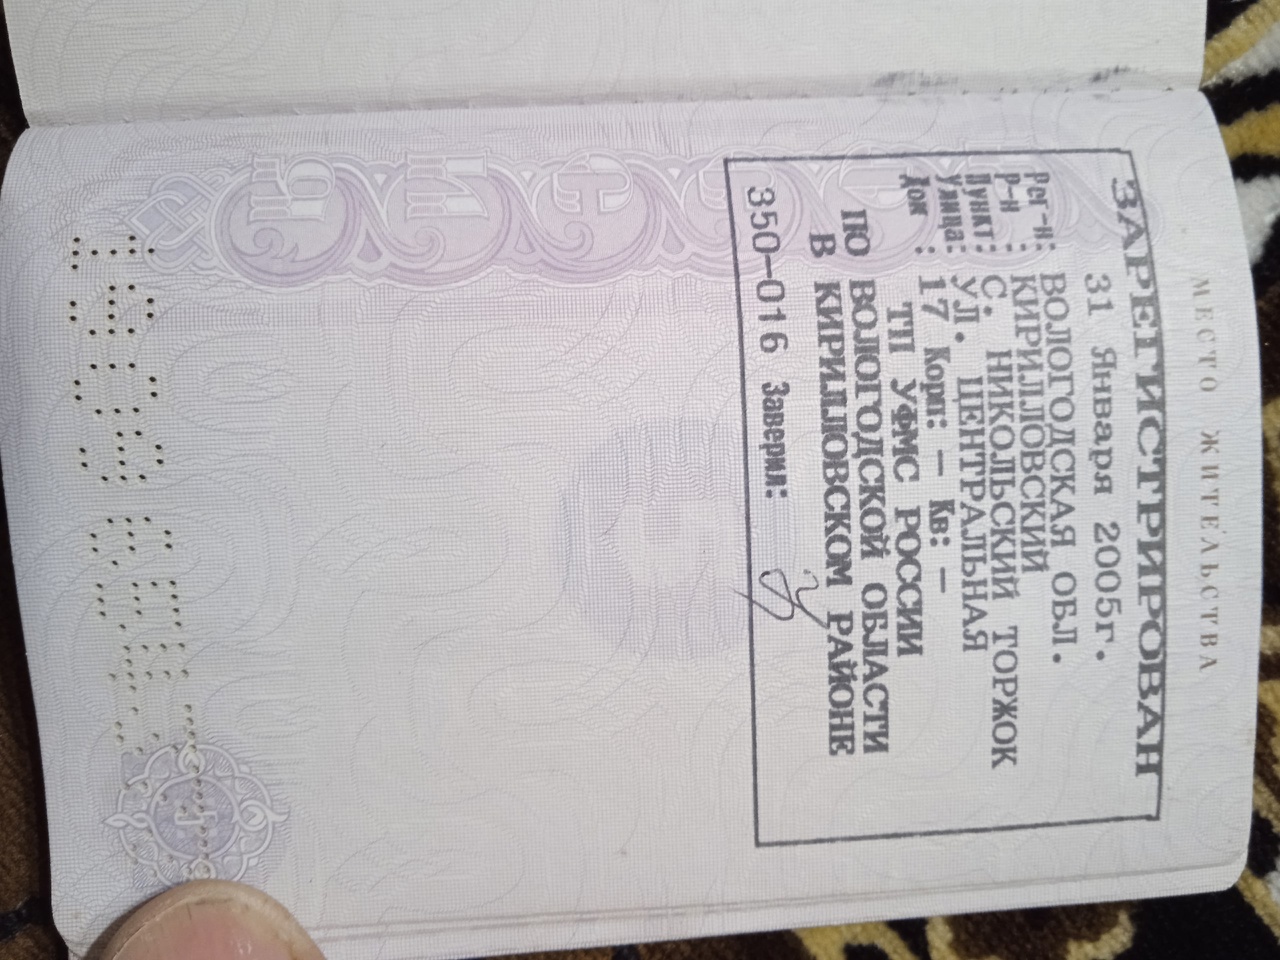 МЕСТО ЖИТЕЛЬСТВА
ЗАРЕГИСТРИРОВАН
31 Января 2005г.
Рег-н: ВОЛОГОДСКАЯ ОБЛ.
Р-н : КИРИЛЛОВСКИЙ
Пункт: С. НИКОЛЬСКИЙ ТОРЖОК
Улица: УЛ. ЦЕНТРАЛЬНАЯ
Дом : 17 Корп: – Кв: –
ТП УФМС РОССИИ
ПО ВОЛОГОДСКОЙ ОБЛАСТИ
В КИРИЛЛОВСКОМ РАЙОНЕ
350-016 Заверил: